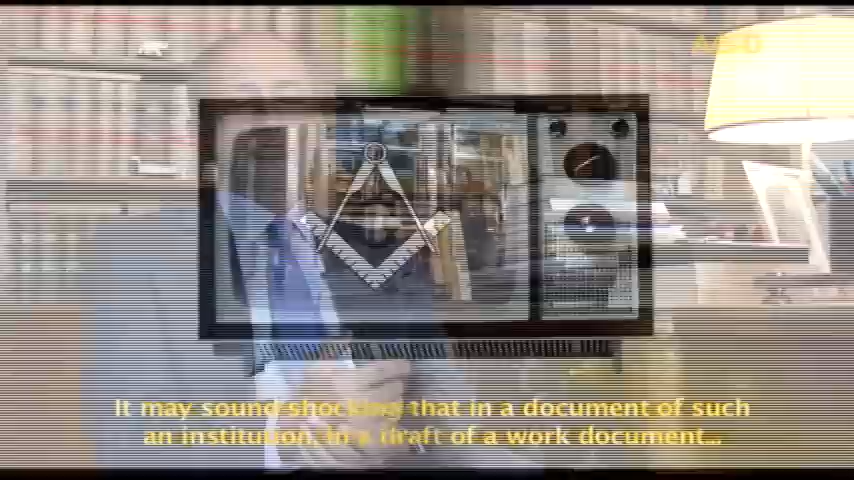 It may sound shocking that in a document of such
an institution, in a draft of a work document...